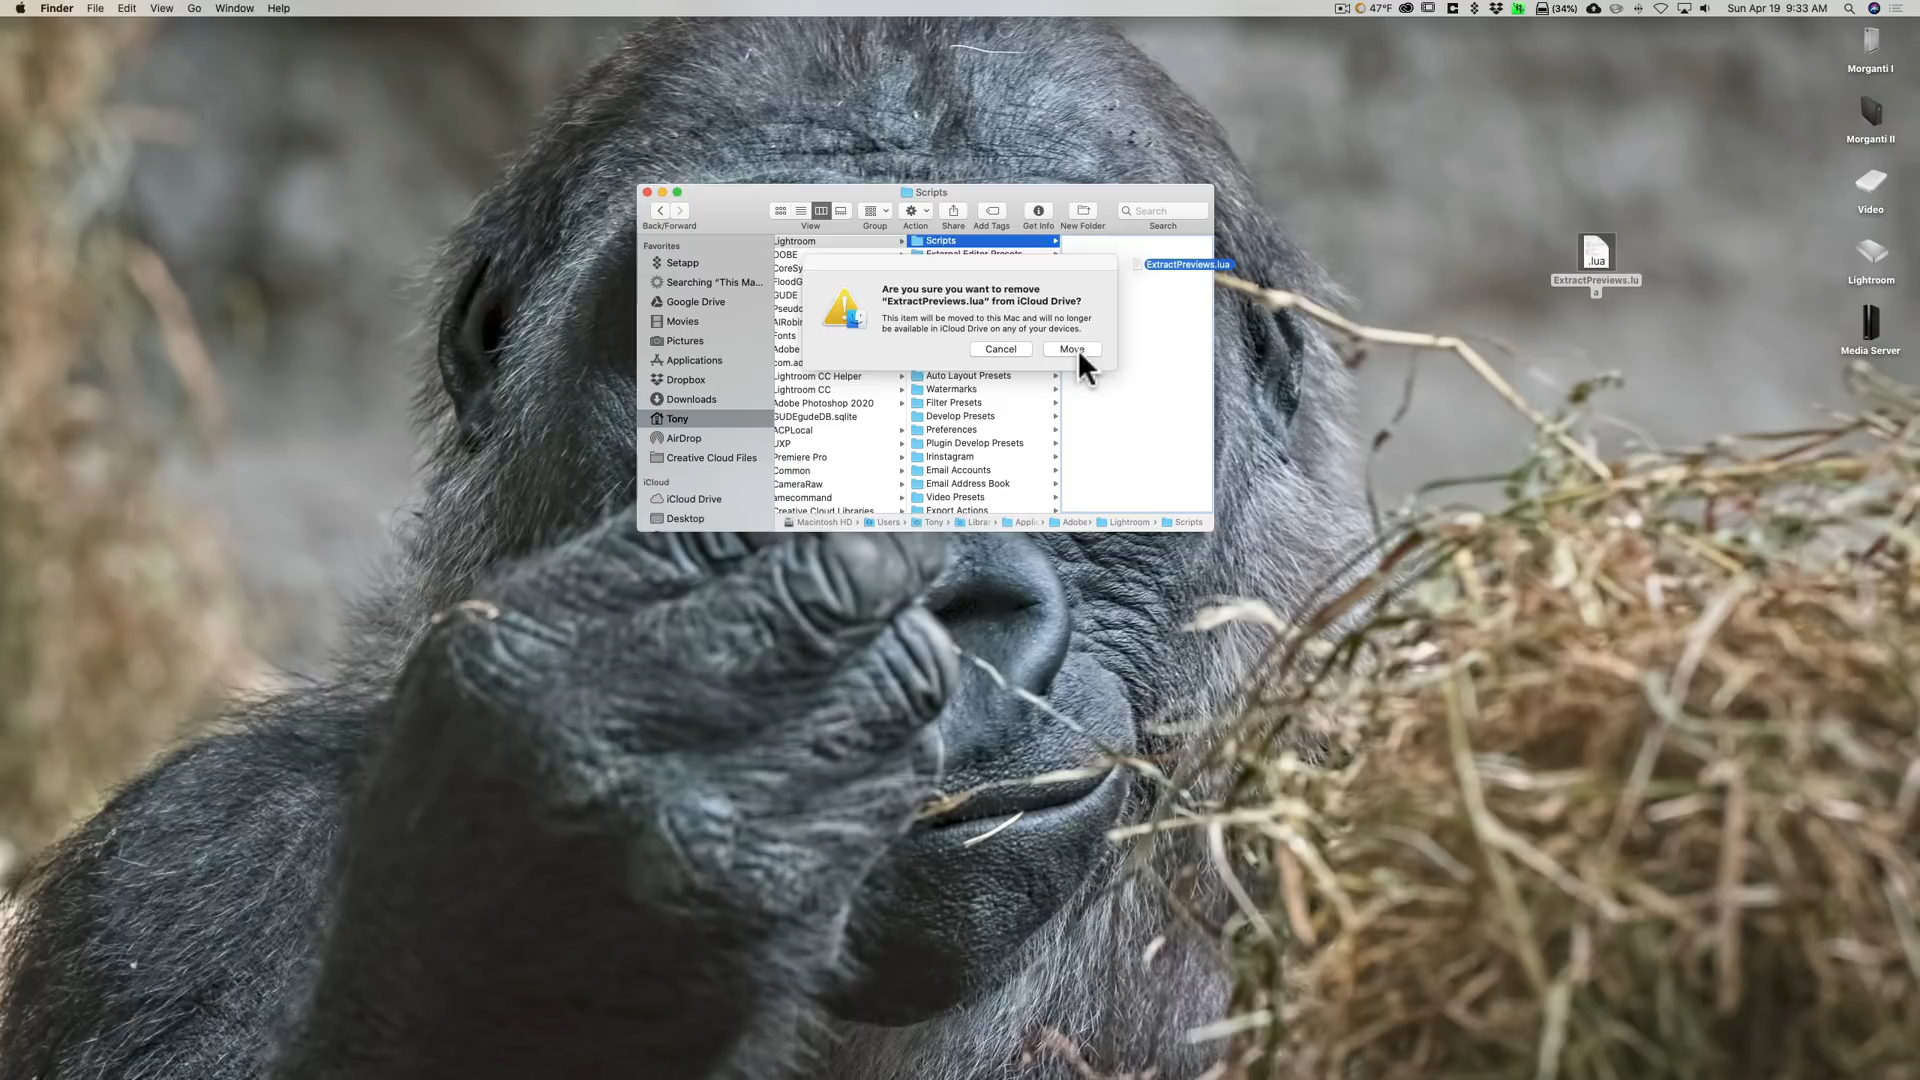 Finder File Edit View Go Window Help
47°F (34%) Sun Apr 19 9:33 AM
Morganti I
Morganti II
Video
Lightroom
Media Server
.lua
ExtractPreviews.lu
a
Scripts
Search
Back/Forward View Group Action Share Add Tags Get Info New Folder Search
Favorites
Setapp
Searching “This Ma...
Google Drive
Movies
Pictures
Applications
Dropbox
Downloads
Tony
AirDrop
Creative Cloud Files
iCloud
iCloud Drive
Desktop
Lightroom
DOBE
CoreSy
FloodG
GUDE
Pseudo
AIRobin
Fonts
Adobe
com.ad
Lightroom CC Helper
Lightroom CC
Adobe Photoshop 2020
GUDEgudeDB.sqlite
ACPLocal
UXP
Premiere Pro
Common
CameraRaw
amecommand
Creative Cloud Libraries
Scripts
External Editor Presets
Auto Layout Presets
Watermarks
Filter Presets
Develop Presets
Preferences
Plugin Develop Presets
lrinstagram
Email Accounts
Email Address Book
Video Presets
Export Actions
ExtractPreviews.lua
Are you sure you want to remove
“ExtractPreviews.lua” from iCloud Drive?
This item will be moved to this Mac and will no longer
be available in iCloud Drive on any of your devices.
Cancel Move
Macintosh HD Users Tony Librar Applic Adobe Lightroom Scripts